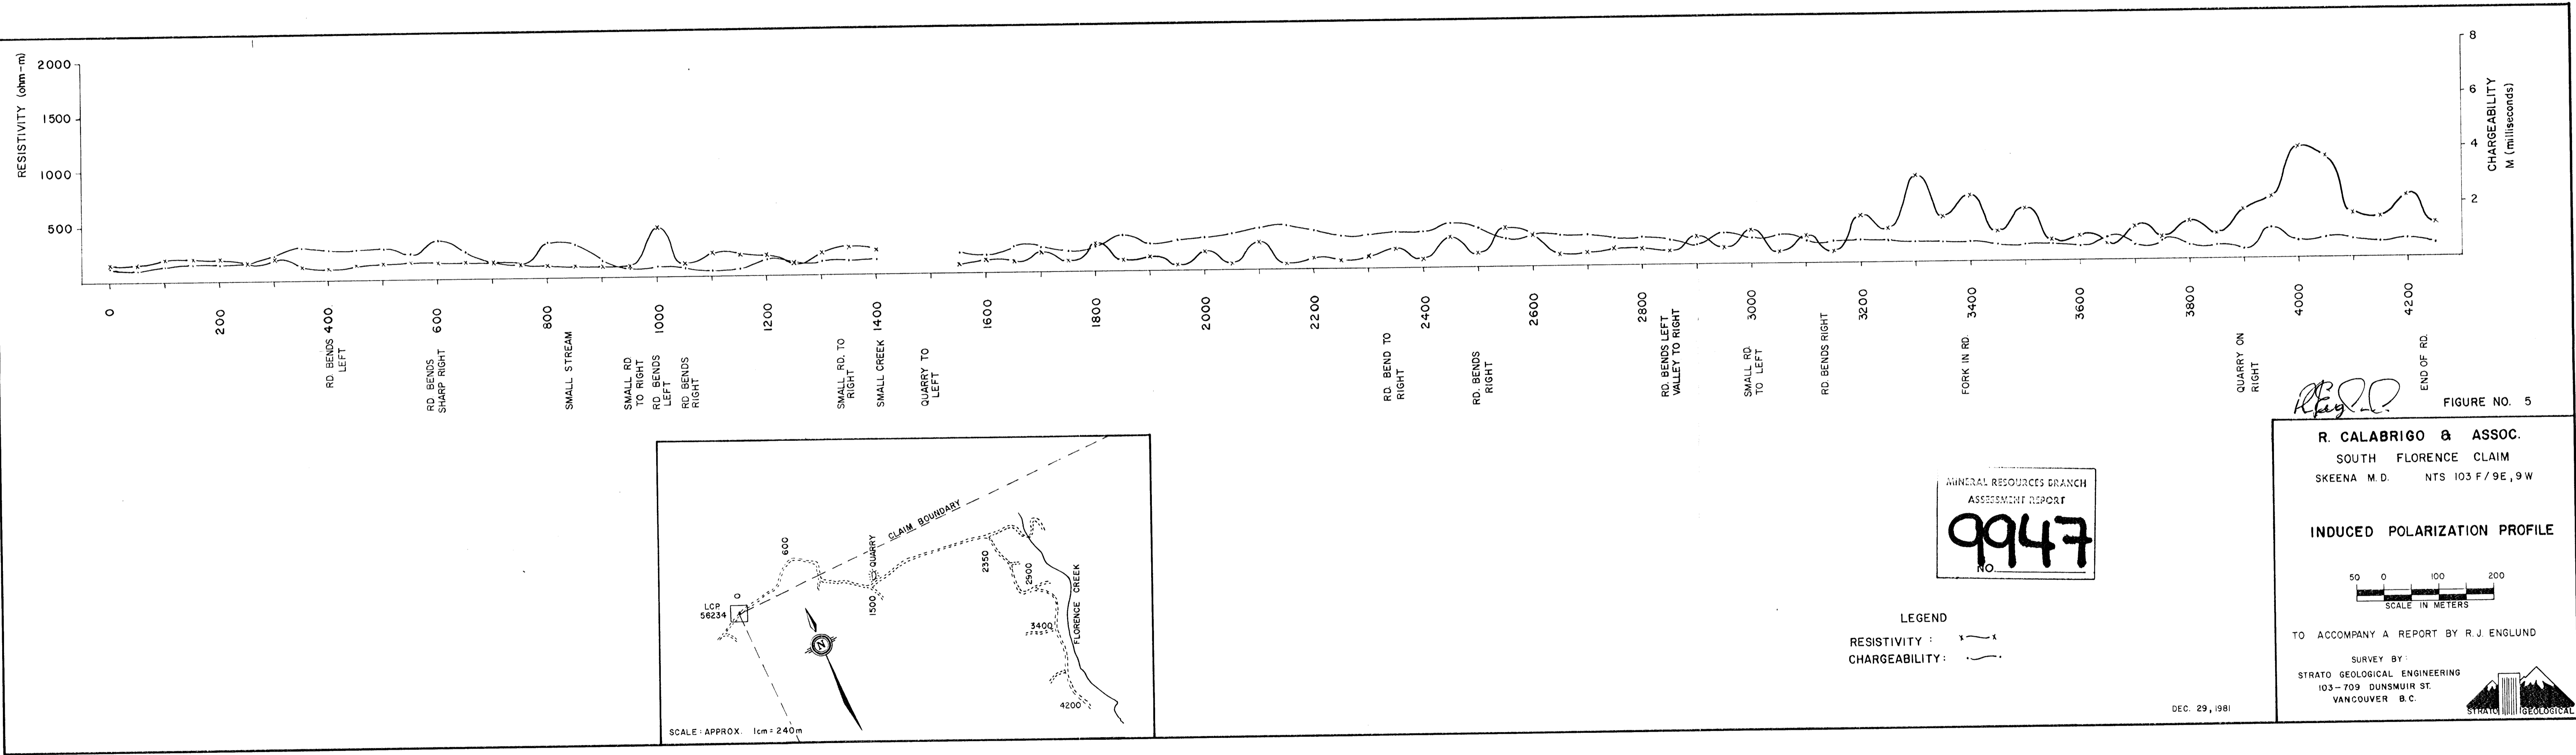 RESISTIVITY (ohm-m)
2000
1500
1000
500
8
6
4
2
CHARGEABILITY
M (milliseconds)
0
200
400
600
800
1000
1200
1400
1600
1800
2000
2200
2400
2600
2800
3000
3200
3400
3600
3800
4000
4200
RD. BENDS
LEFT
RD. BENDS
SHARP RIGHT
SMALL STREAM
SMALL RD
TO RIGHT
RD BENDS
LEFT
RD BENDS
RIGHT
SMALL RD. TO
RIGHT
SMALL CREEK
QUARRY TO
LEFT
RD. BEND TO
RIGHT
RD. BENDS
RIGHT
RD. BENDS LEFT
VALLEY TO RIGHT
SMALL RD.
TO LEFT
RD. BENDS RIGHT
FORK IN RD.
QUARRY ON
RIGHT
END OF RD.
FIGURE NO. 5
CLAIM BOUNDARY
600
QUARRY
1500
LCP.
56234
0
N
2350
2900
3400
4200
FLORENCE CREEK
SCALE: APPROX. 1cm = 240m
MINERAL RESOURCES BRANCH
ASSESSMENT REPORT
9947
NO
LEGEND
RESISTIVITY : x—x
CHARGEABILITY: .—.
DEC. 29, 1981
R. CALABRIGO & ASSOC.
SOUTH FLORENCE CLAIM
SKEENA M.D. NTS 103 F/9E,9W
INDUCED POLARIZATION PROFILE
50 0 100 200
SCALE IN METERS
TO ACCOMPANY A REPORT BY R.J. ENGLUND
SURVEY BY:
STRATO GEOLOGICAL ENGINEERING
103-709 DUNSMUIR ST.
VANCOUVER B.C.
STRATO GEOLOGICAL